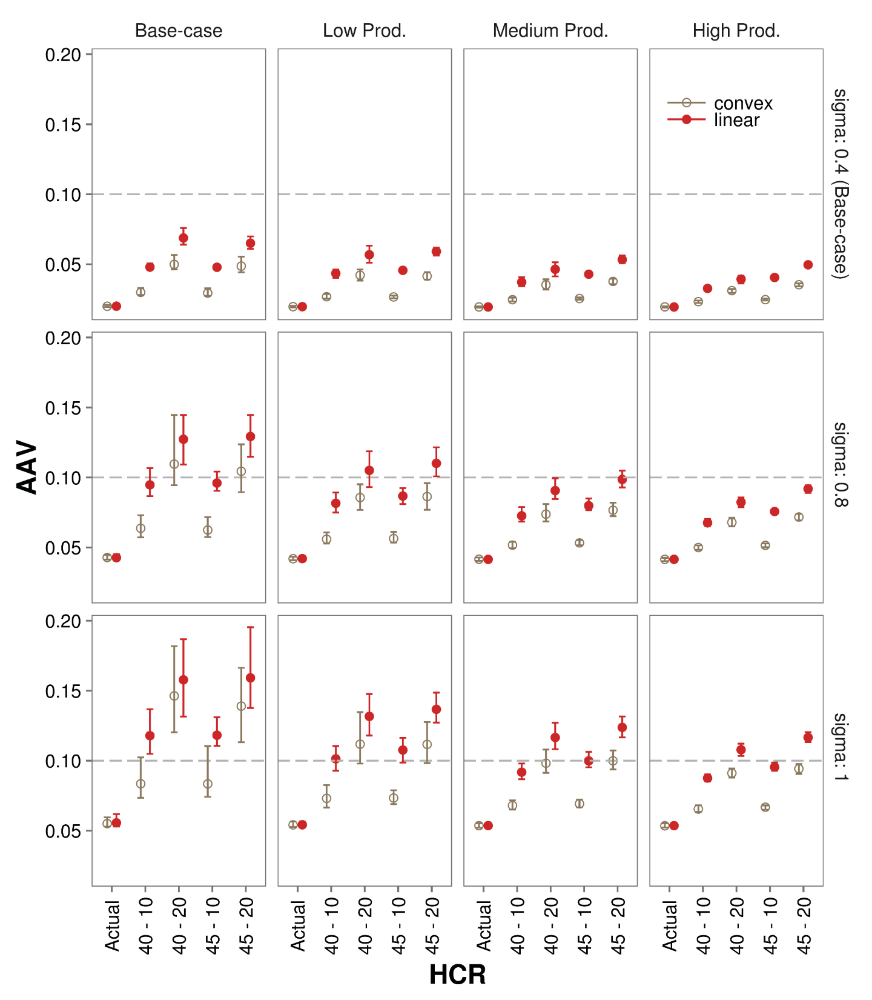 Base-case Low Prod. Medium Prod. High Prod.
0.20
0.15
0.10
0.05
convex
linear
sigma: 0.4 (Base-case)
0.20
0.15
0.10
0.05
sigma: 0.8
AAV
0.20
0.15
0.10
0.05
sigma: 1
Actual 40 - 10 40 - 20 45 - 10 45 - 20 Actual 40 - 10 40 - 20 45 - 10 45 - 20 Actual 40 - 10 40 - 20 45 - 10 45 - 20 Actual 40 - 10 40 - 20 45 - 10 45 - 20
HCR